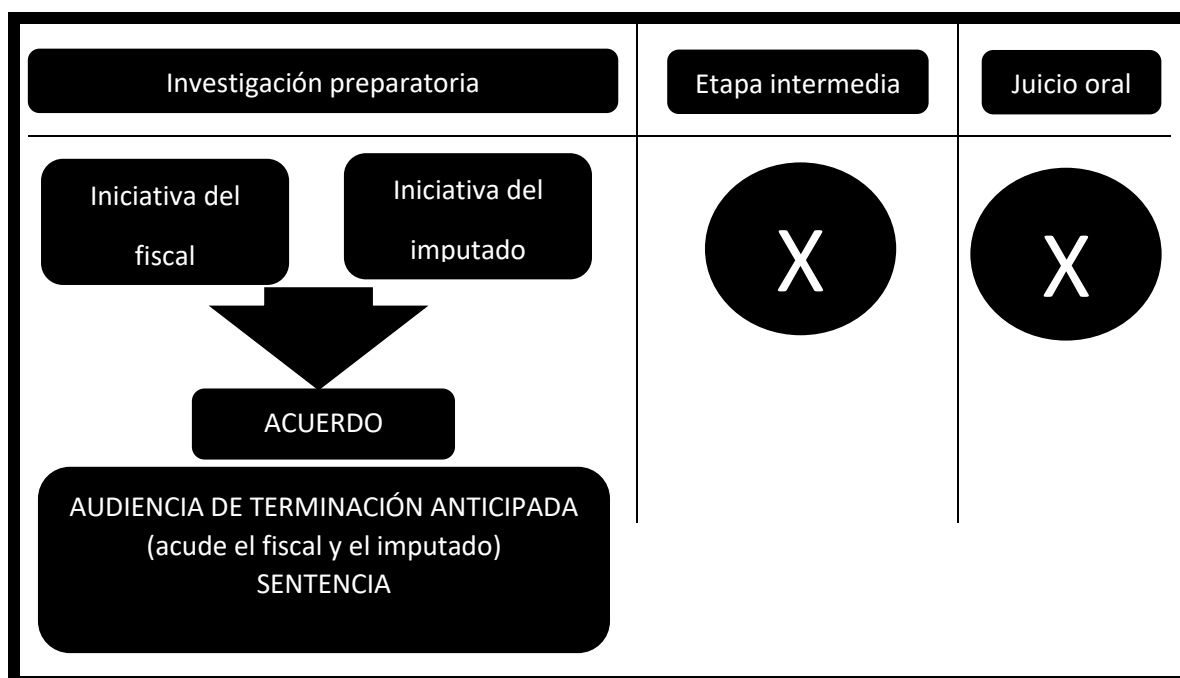 Investigación preparatoria
Etapa intermedia
Juicio oral
Iniciativa del
fiscal
Iniciativa del
imputado
X
X
ACUERDO
AUDIENCIA DE TERMINACIÓN ANTICIPADA
(acude el fiscal y el imputado)
SENTENCIA